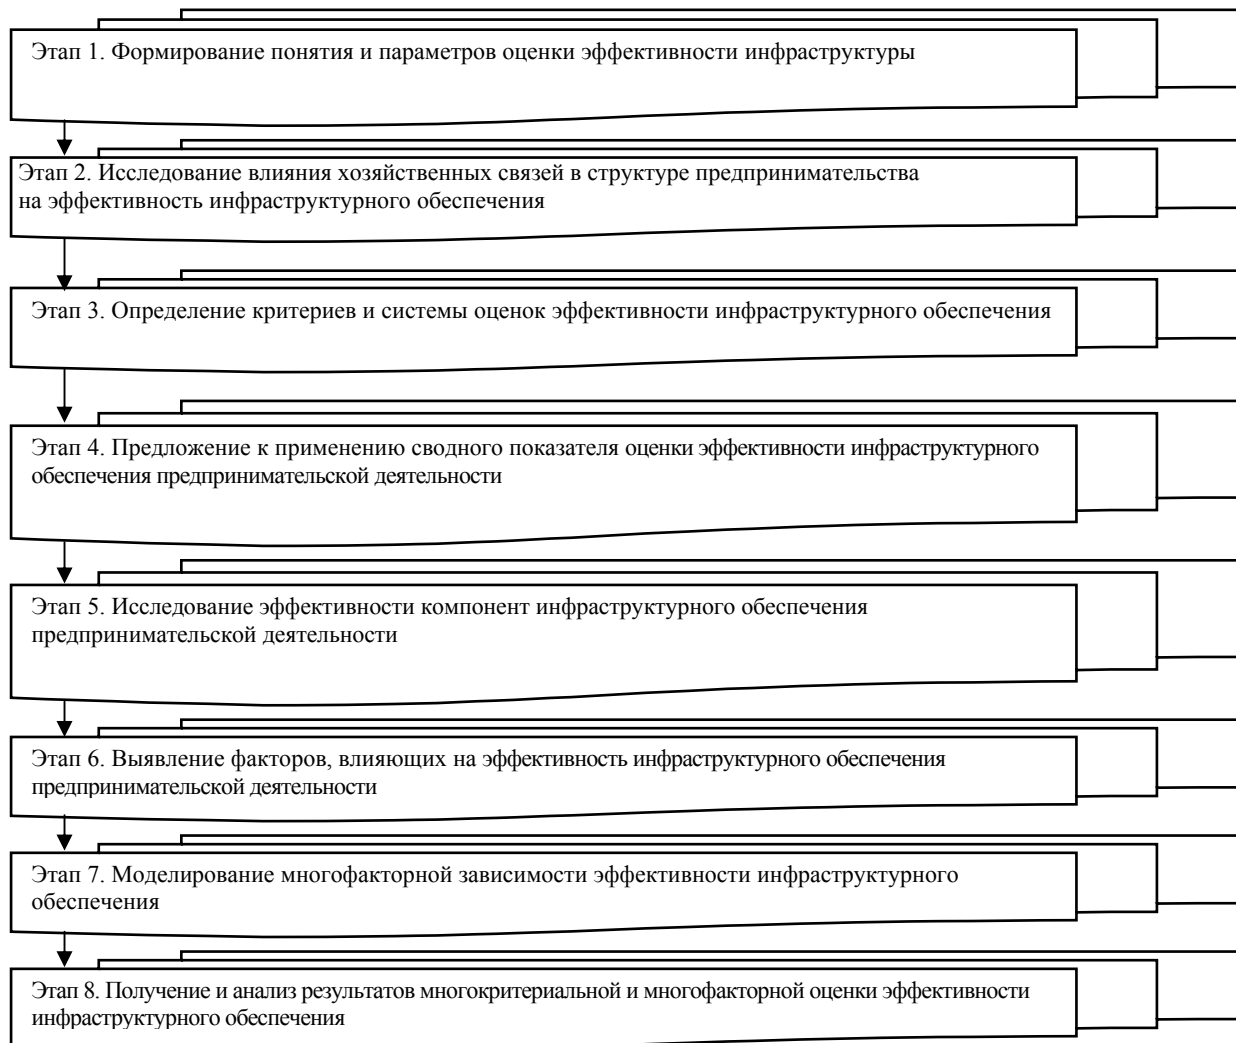 Этап 1. Формирование понятия и параметров оценки эффективности инфраструктуры
Этап 2. Исследование влияния хозяйственных связей в структуре предпринимательства
на эффективность инфраструктурного обеспечения
Этап 3. Определение критериев и системы оценок эффективности инфраструктурного обеспечения
Этап 4. Предложение к применению сводного показателя оценки эффективности инфраструктурного
обеспечения предпринимательской деятельности
Этап 5. Исследование эффективности компонент инфраструктурного обеспечения
предпринимательской деятельности
Этап 6. Выявление факторов, влияющих на эффективность инфраструктурного обеспечения
предпринимательской деятельности
Этап 7. Моделирование многофакторной зависимости эффективности инфраструктурного
обеспечения
Этап 8. Получение и анализ результатов многокритериальной и многофакторной оценки эффективности
инфраструктурного обеспечения